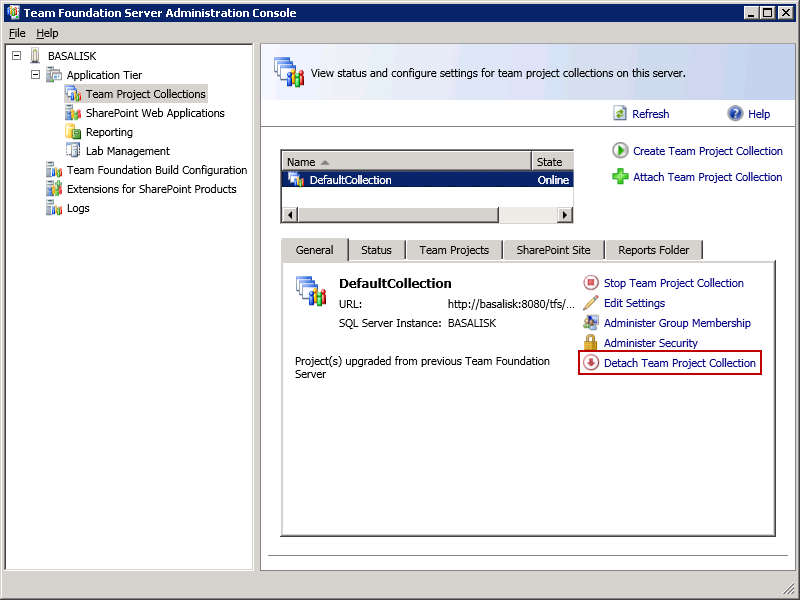 Team Foundation Server Administration Console
File Help
BASALISK
Application Tier
Team Project Collections
SharePoint Web Applications
Reporting
Lab Management
Team Foundation Build Configuration
Extensions for SharePoint Products
Logs
View status and configure settings for team project collections on this server.
Refresh Help
Name State
DefaultCollection Online
Create Team Project Collection
Attach Team Project Collection
General Status Team Projects SharePoint Site Reports Folder
DefaultCollection
URL: http://basalisk:8080/tfs/...
SQL Server Instance: BASALISK
Project(s) upgraded from previous Team Foundation
Server
Stop Team Project Collection
Edit Settings
Administer Group Membership
Administer Security
Detach Team Project Collection